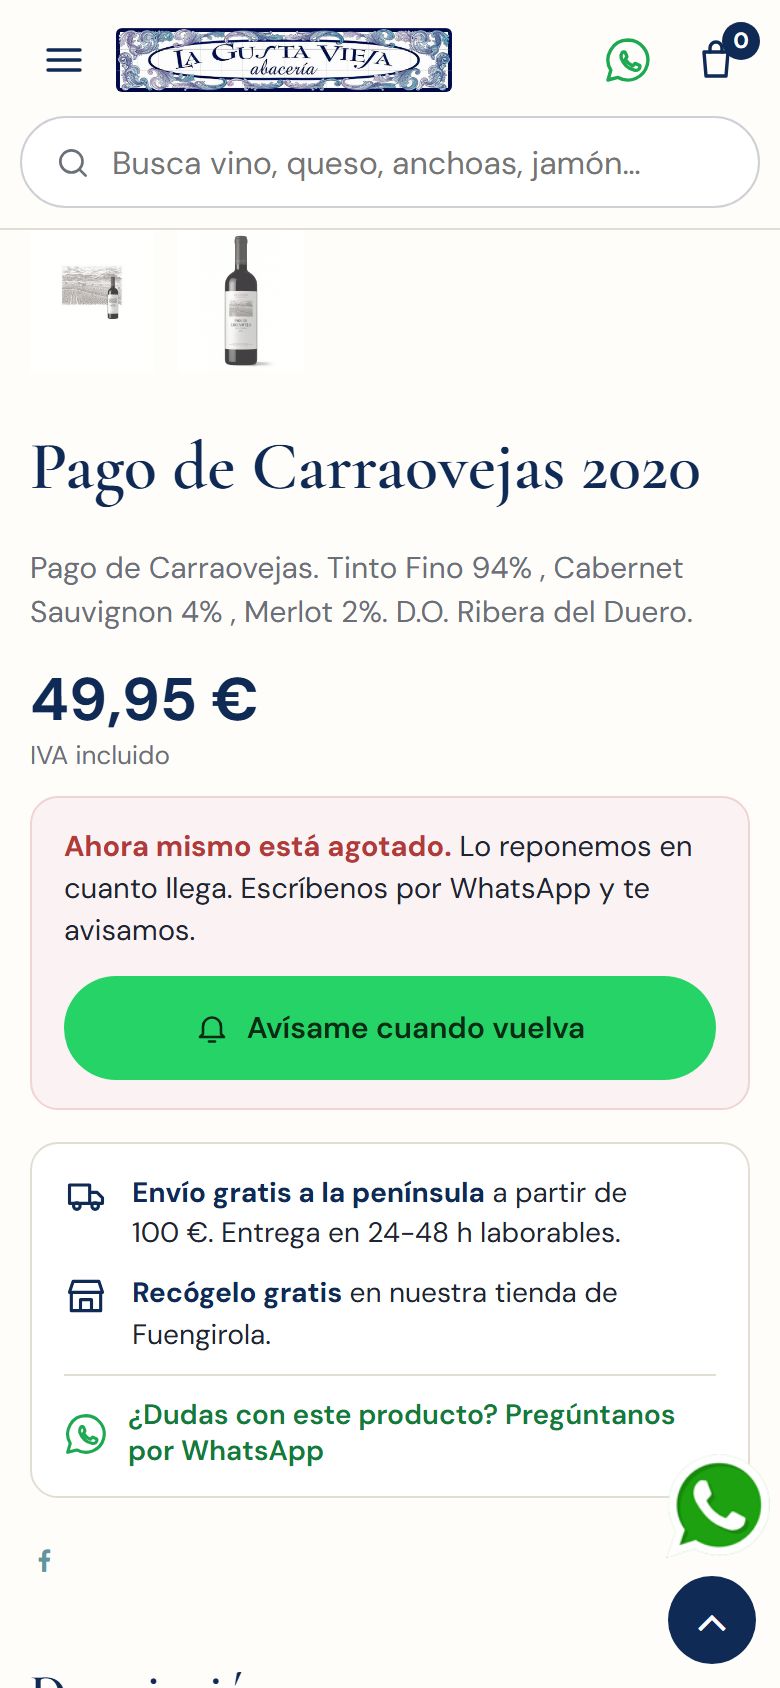 LA GUSTA VIEJA
abacería
0
Busca vino, queso, anchoas, jamón...
Pago de Carraovejas 2020
Pago de Carraovejas. Tinto Fino 94% , Cabernet
Sauvignon 4% , Merlot 2%. D.O. Ribera del Duero.
49,95 €
IVA incluido
Ahora mismo está agotado. Lo reponemos en
cuanto llega. Escríbenos por WhatsApp y te
avisamos.
Avísame cuando vuelva
Envío gratis a la península a partir de
100 €. Entrega en 24-48 h laborables.
Recógelo gratis en nuestra tienda de
Fuengirola.
¿Dudas con este producto? Pregúntanos
por WhatsApp